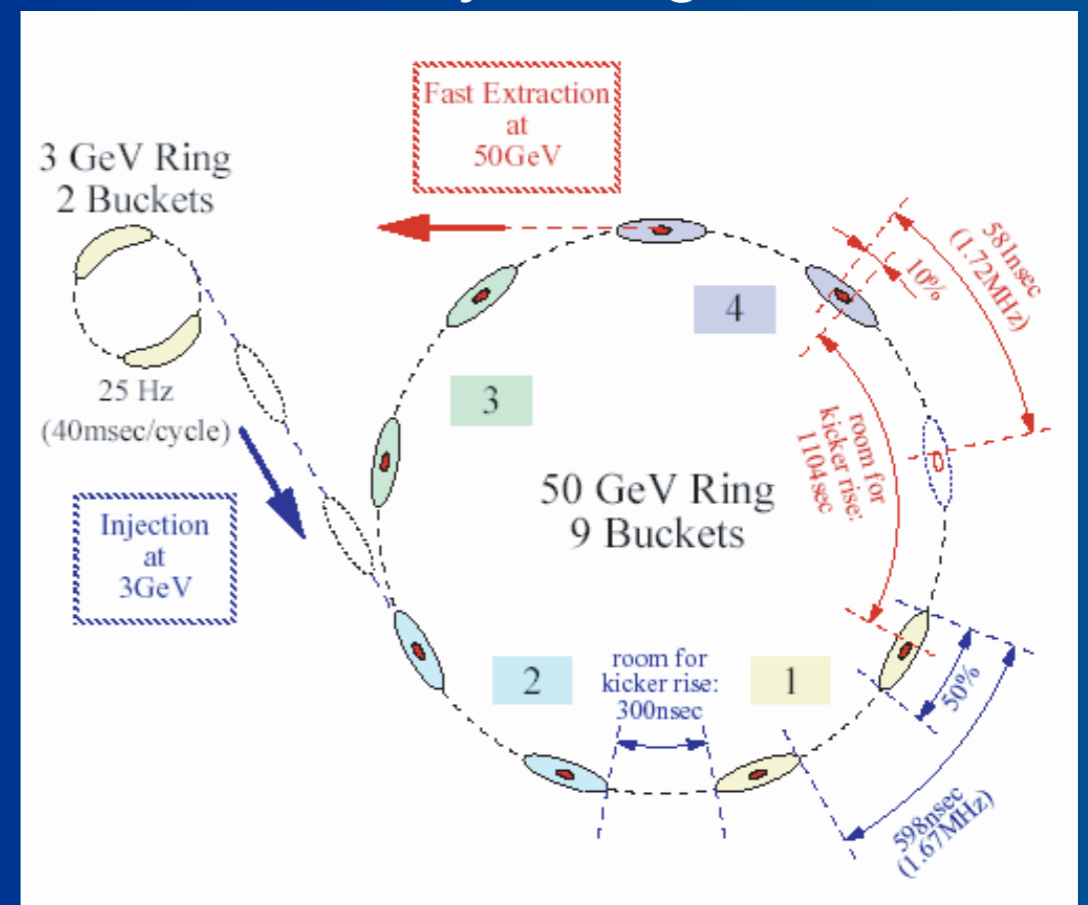 Fast Extraction
at
50GeV
3 GeV Ring
2 Buckets
25 Hz
(40msec/cycle)
Injection
at
3GeV
4
3
50 GeV Ring
9 Buckets
2
1
room for
kicker rise:
300nsec
10%
581nsec
(1.72MHz)
room for
kicker rise:
1104sec
50%
598nsec
(1.67MHz)